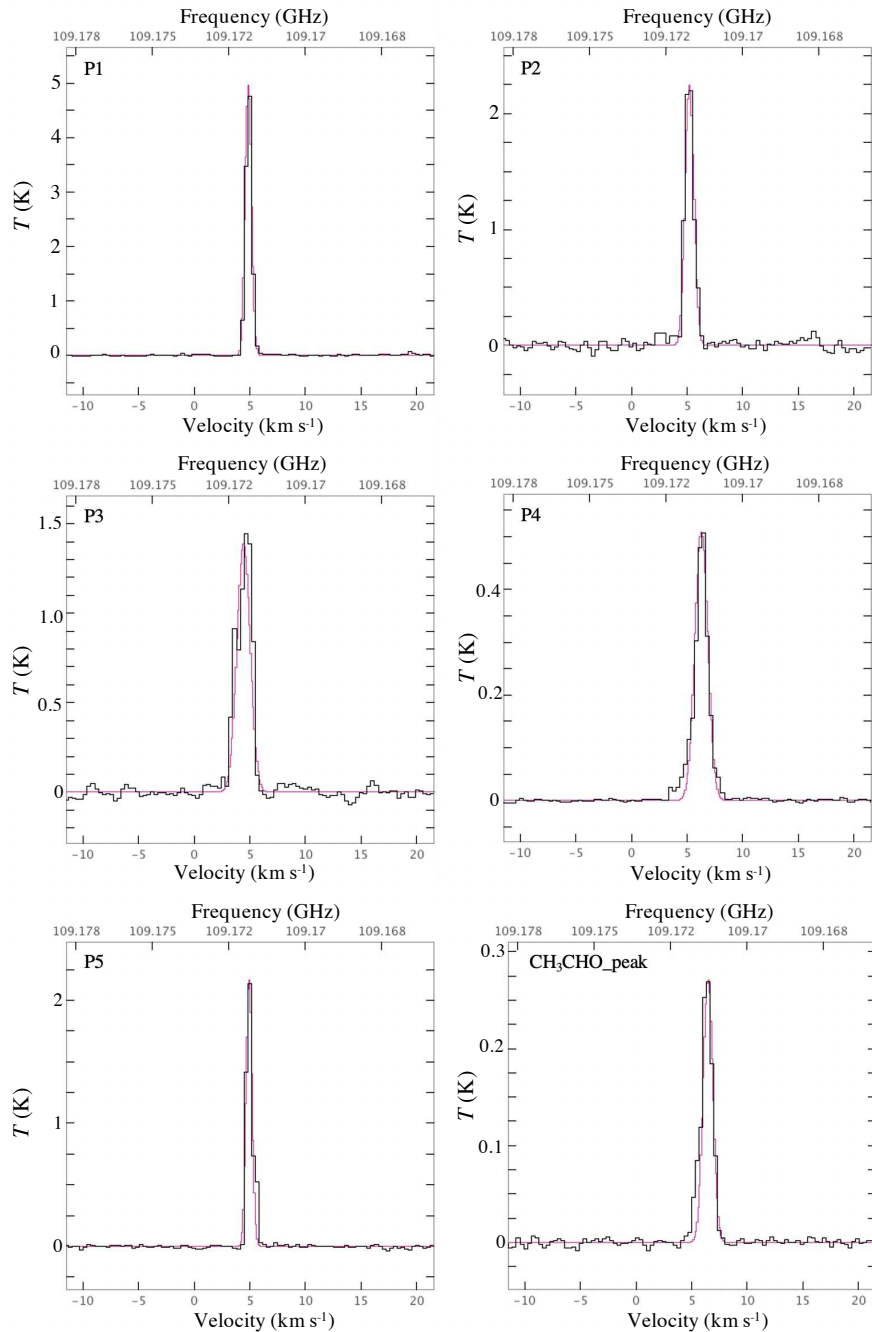 Frequency (GHz)
109.178 109.175 109.172 109.17 109.168
P1
5
4
3
2
1
0
T (K)
−10 −5 0 5 10 15 20
Velocity (km s⁻¹)
Frequency (GHz)
109.178 109.175 109.172 109.17 109.168
P2
2
1
0
T (K)
−10 −5 0 5 10 15 20
Velocity (km s⁻¹)
Frequency (GHz)
109.178 109.175 109.172 109.17 109.168
P3
1.5
1.0
0.5
0
T (K)
−10 −5 0 5 10 15 20
Velocity (km s⁻¹)
Frequency (GHz)
109.178 109.175 109.172 109.17 109.168
P4
0.4
0.2
0
T (K)
−10 −5 0 5 10 15 20
Velocity (km s⁻¹)
Frequency (GHz)
109.178 109.175 109.172 109.17 109.168
P5
2
1
0
T (K)
−10 −5 0 5 10 15 20
Velocity (km s⁻¹)
Frequency (GHz)
109.178 109.175 109.172 109.17 109.168
CH₃CHO_peak
0.3
0.2
0.1
0
T (K)
−10 −5 0 5 10 15 20
Velocity (km s⁻¹)